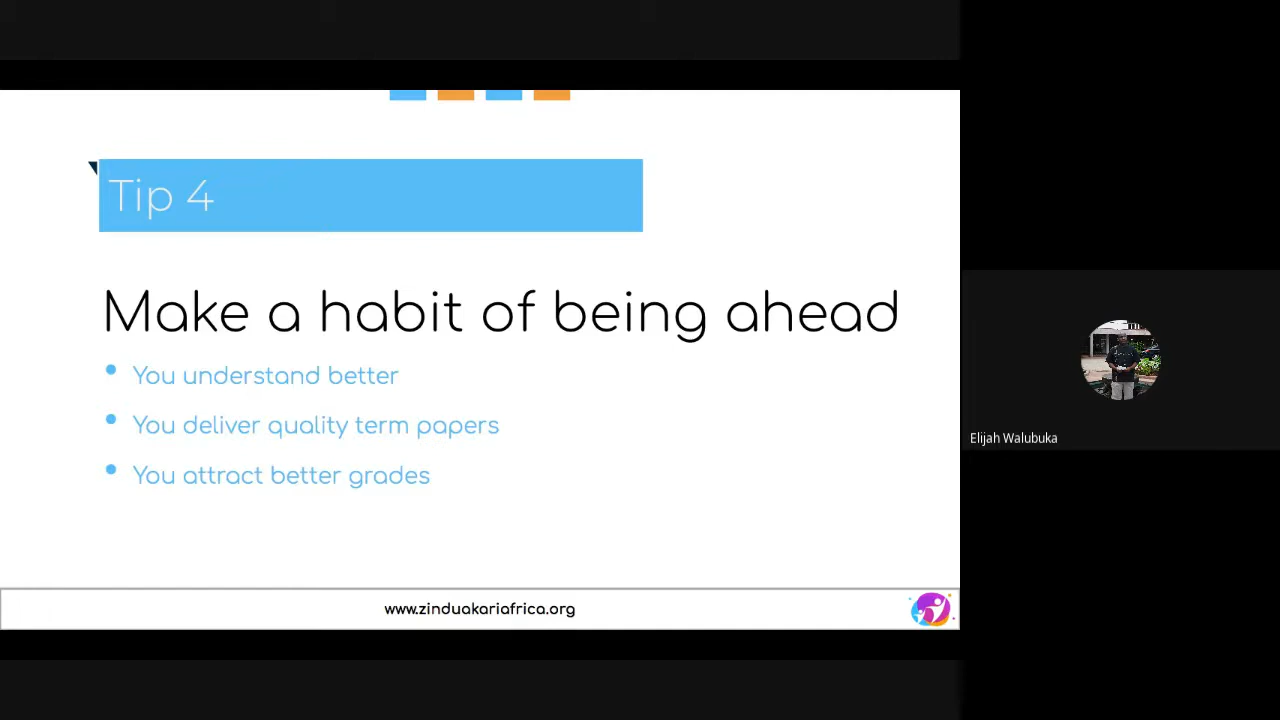 Tip 4
Make a habit of being ahead
• You understand better
• You deliver quality term papers
• You attract better grades
Elijah Walubuka
www.zinduakariafrica.org